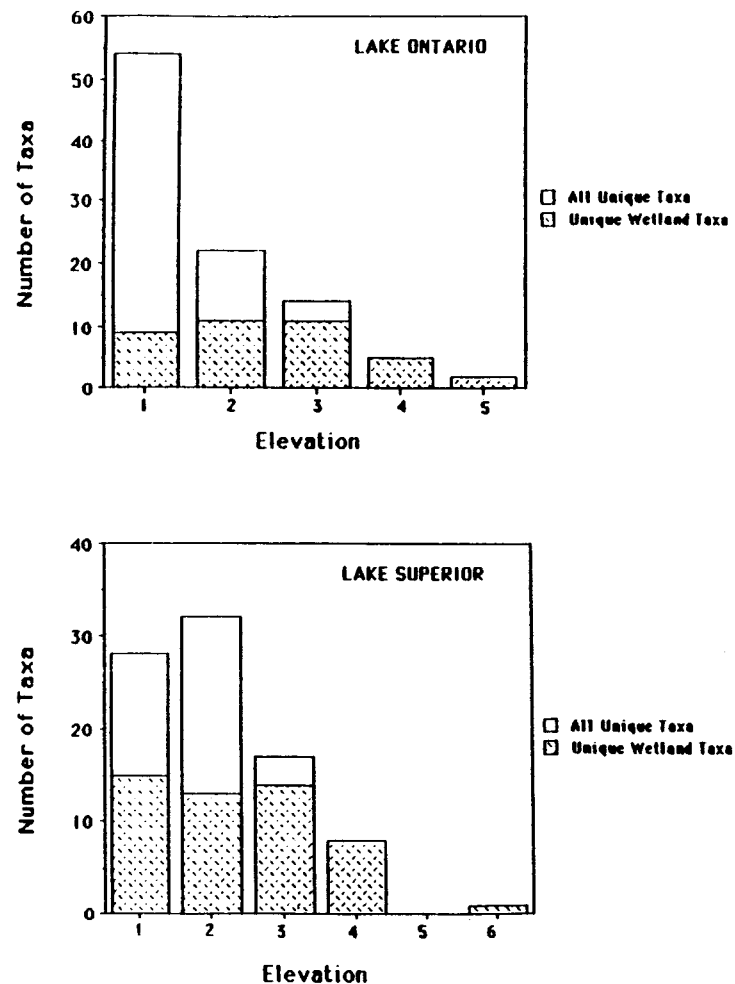 LAKE ONTARIO
60
50
40
30
20
10
0
Number of Taxa
1 2 3 4 5
Elevation
All Unique Taxa
Unique Wetland Taxa
LAKE SUPERIOR
40
30
20
10
0
Number of Taxa
1 2 3 4 5 6
Elevation
All Unique Taxa
Unique Wetland Taxa